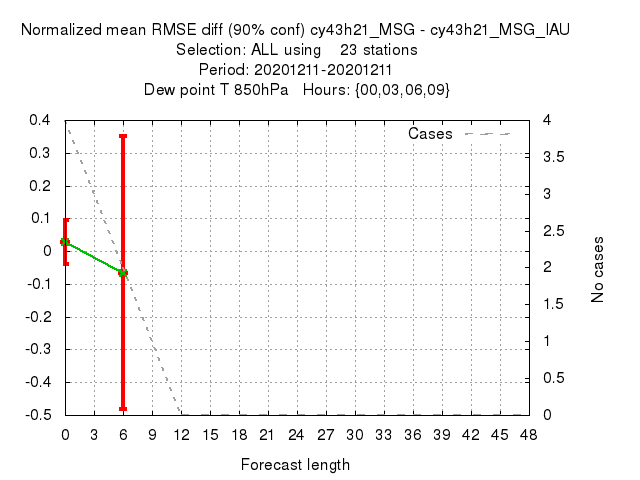 Normalized mean RMSE diff (90% conf) cy43h21_MSG - cy43h21_MSG_IAU
Selection: ALL using 23 stations
Period: 20201211-20201211
Dew point T 850hPa Hours: {00,03,06,09}
Cases
0.4
0.3
0.2
0.1
0
-0.1
-0.2
-0.3
-0.4
-0.5
4
3.5
3
2.5
2
1.5
1
0.5
0
No cases
0 3 6 9 12 15 18 21 24 27 30 33 36 39 42 45 48
Forecast length